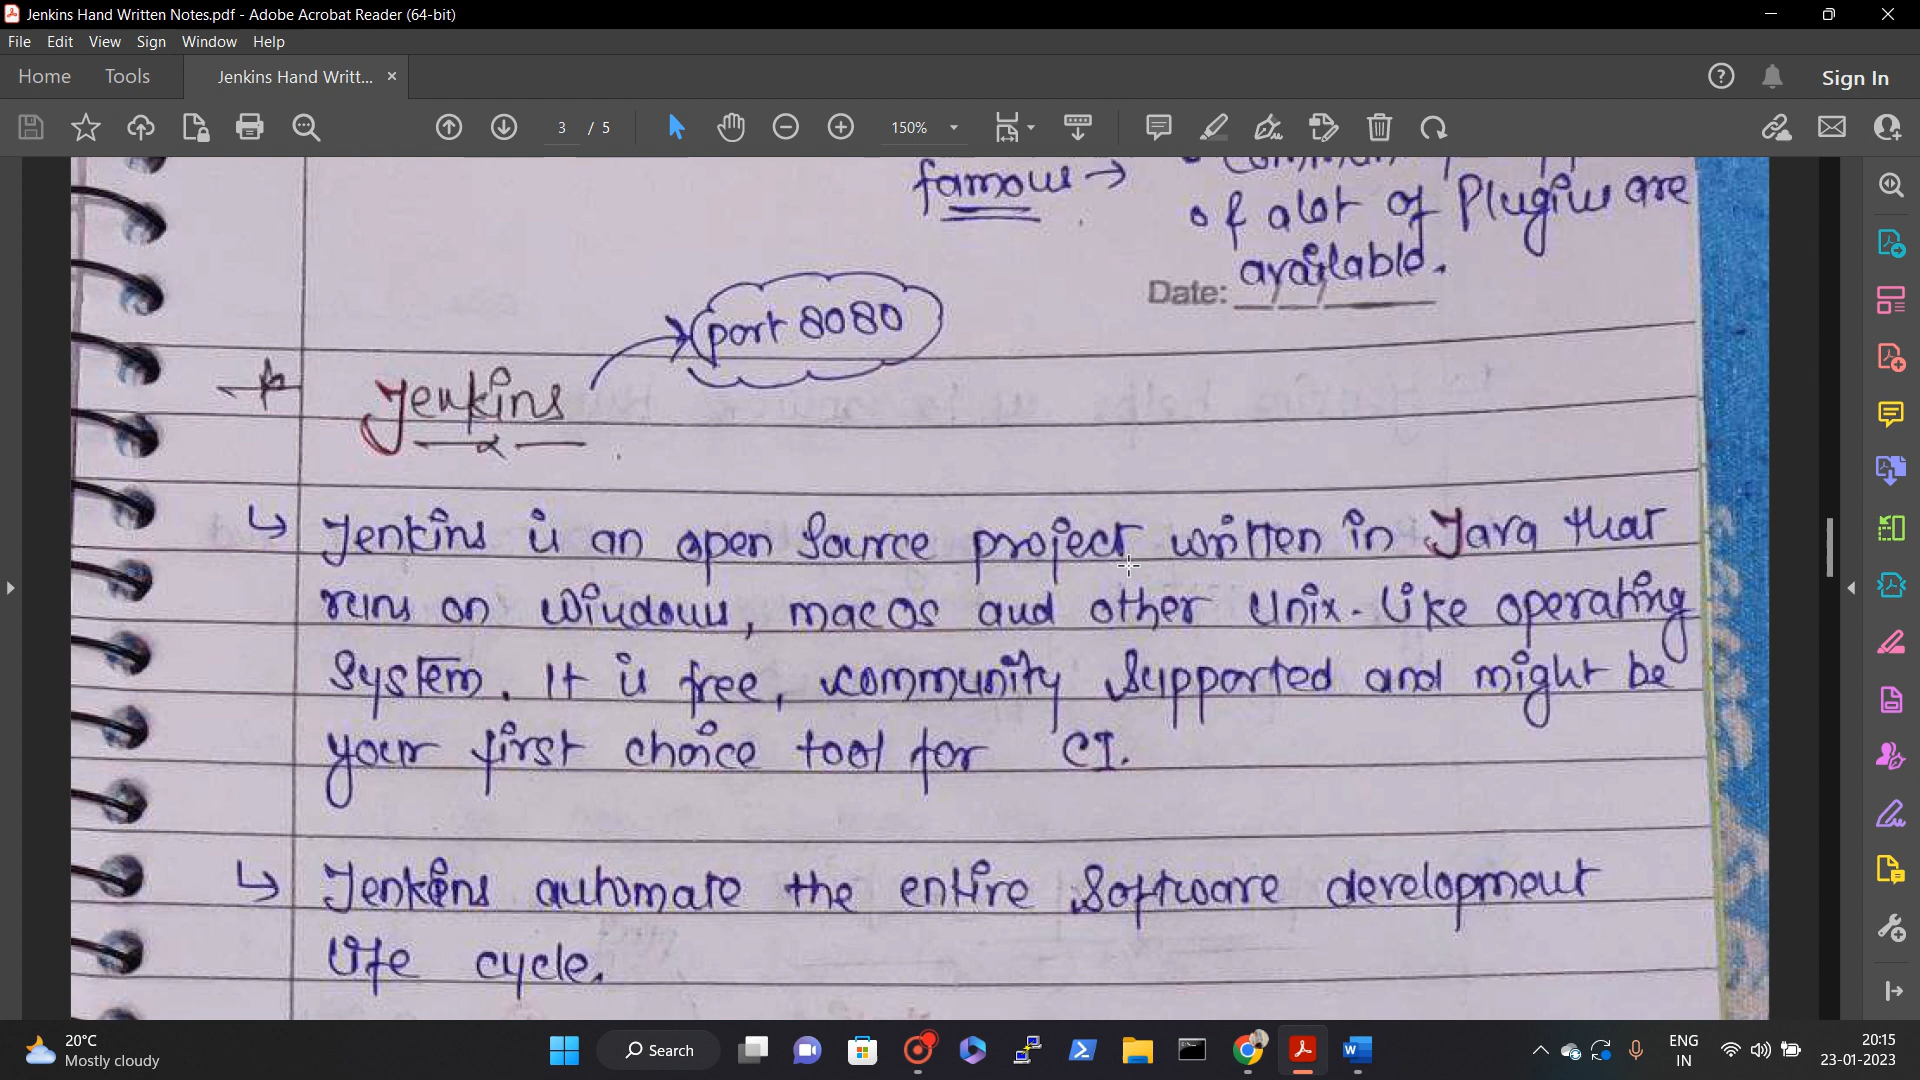 Jenkins Hand Written Notes.pdf - Adobe Acrobat Reader (64-bit)
File Edit View Sign Window Help
Home Tools Jenkins Hand Writt... ×
Sign In
3 / 5 150%
famous →
• f a lot of Plugins are
available.
Date: __/__/____
port 8080
Jenkins
↳ Jenkins is an open source project written in Java that
runs on Windows, macOS and other Unix-like operating
System. It is free, community supported and might be
your first choice tool for CI.
↳ Jenkins automate the entire Software development
life cycle.
20°C
Mostly cloudy
Search
ENG
IN
20:15
23-01-2023